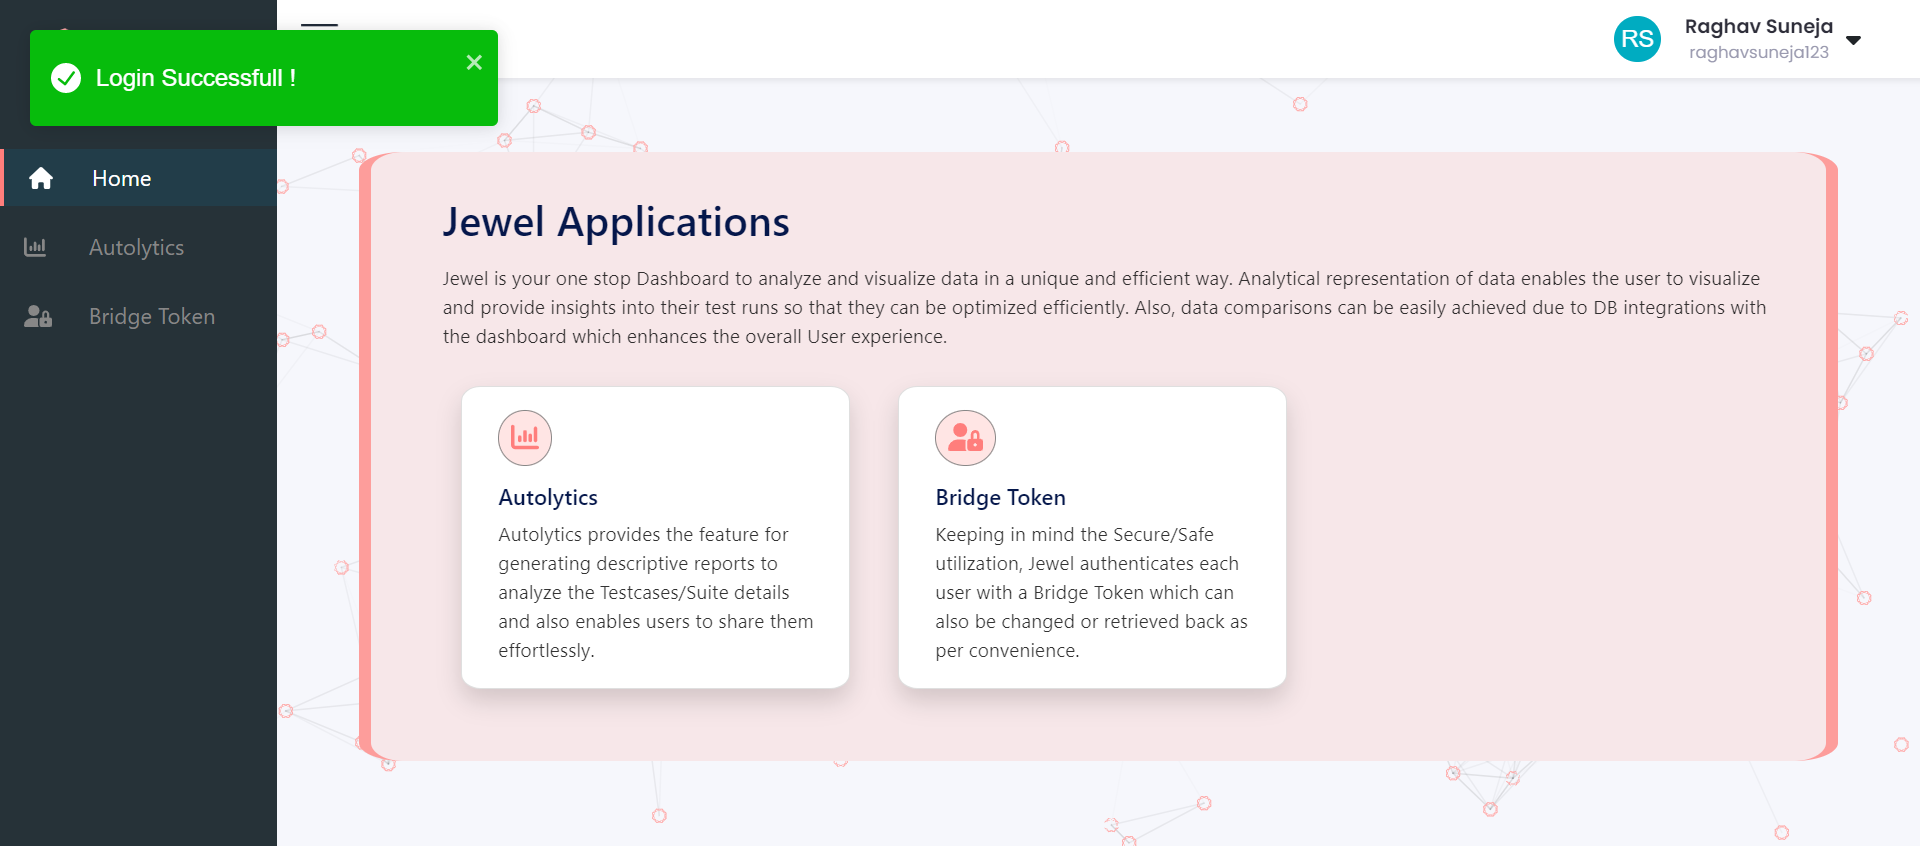 Login Successfull !
RS
Raghav Suneja
raghavsuneja123
Home
Autolytics
Bridge Token
Jewel Applications
Jewel is your one stop Dashboard to analyze and visualize data in a unique and efficient way. Analytical representation of data enables the user to visualize
and provide insights into their test runs so that they can be optimized efficiently. Also, data comparisons can be easily achieved due to DB integrations with
the dashboard which enhances the overall User experience.
Autolytics
Autolytics provides the feature for
generating descriptive reports to
analyze the Testcases/Suite details
and also enables users to share them
effortlessly.
Bridge Token
Keeping in mind the Secure/Safe
utilization, Jewel authenticates each
user with a Bridge Token which can
also be changed or retrieved back as
per convenience.